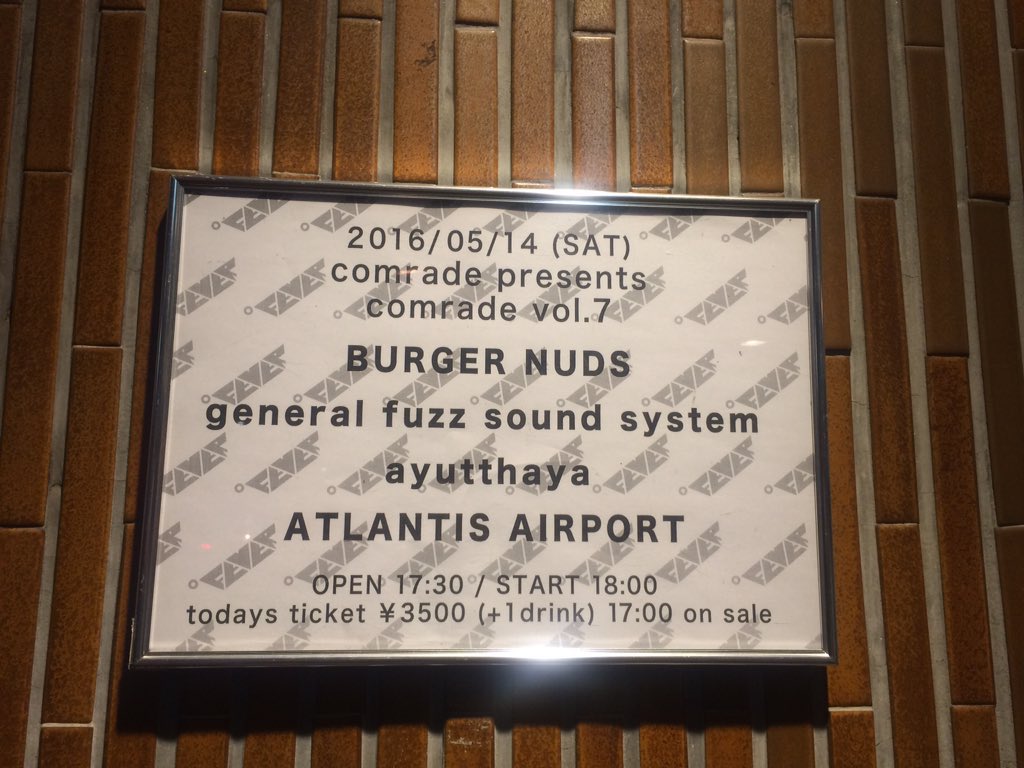 2016/05/14 (SAT)
comrade presents
comrade vol.7
BURGER NUDS
general fuzz sound system
ayutthaya
ATLANTIS AIRPORT
OPEN 17:30 / START 18:00
todays ticket ¥3500 (+1drink) 17:00 on sale